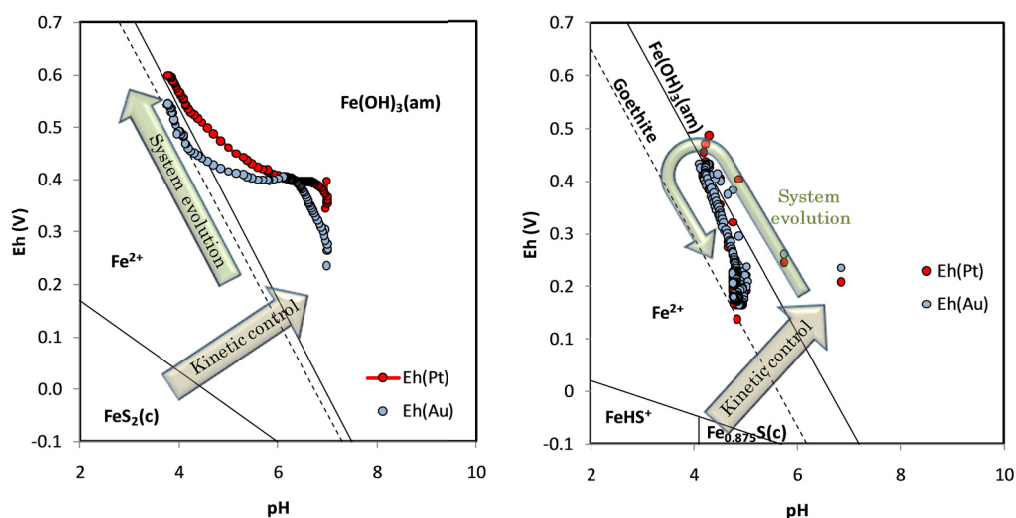 0.7
0.6
0.5
0.4
0.3
0.2
0.1
0.0
-0.1
Eh (V)
2
4
6
8
10
pH
Fe(OH)3(am)
System evolution
Fe2+
Kinetic control
FeS2(c)
Eh(Pt)
Eh(Au)
0.7
0.6
0.5
0.4
0.3
0.2
0.1
0
-0.1
Eh (V)
2
4
6
8
10
pH
Fe(OH)3(am)
Goethite
System
evolution
Fe2+
Eh(Pt)
Eh(Au)
Kinetic control
FeHS+
Fe0.875S(c)